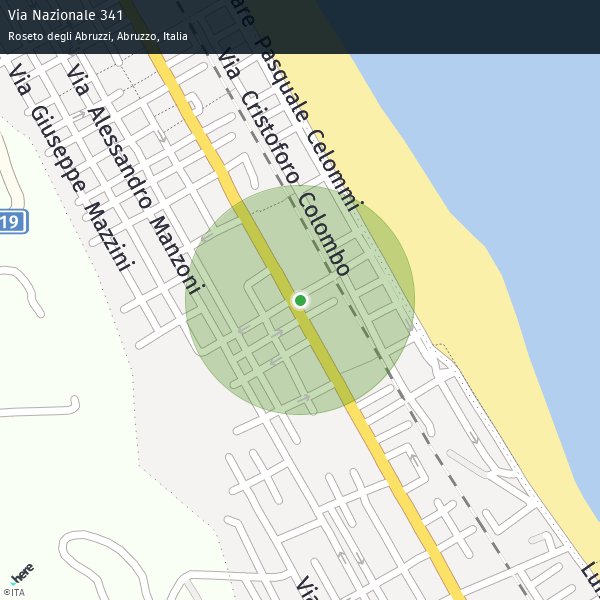 Via Nazionale 341
Roseto degli Abruzzi, Abruzzo, Italia
Pasquale Celommi
Via Cristoforo Colombo
Via Alessandro Manzoni
Via Giuseppe Mazzini
19
Via
here
©ITA